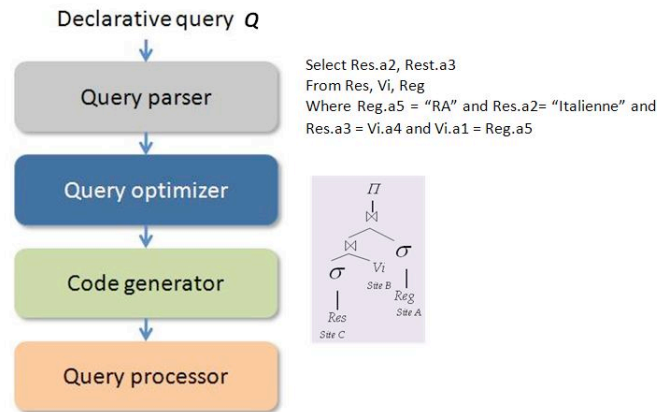 Declarative query Q
Query parser
Query optimizer
Code generator
Query processor
Select Res.a2, Rest.a3
From Res, Vi, Reg
Where Reg.a5 = “RA” and Res.a2= “Italienne” and
Res.a3 = Vi.a4 and Vi.a1 = Reg.a5
Π
⋈
⋈ σ
σ Vi
Site B
Reg
Site A
Res
Site C